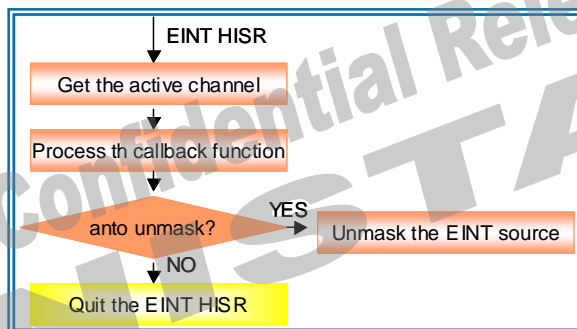 EINT HISR
Get the active channel
Process th callback function
anto unmask?
YES
Unmask the EINT source
NO
Quit the EINT HISR
Confidential Rele